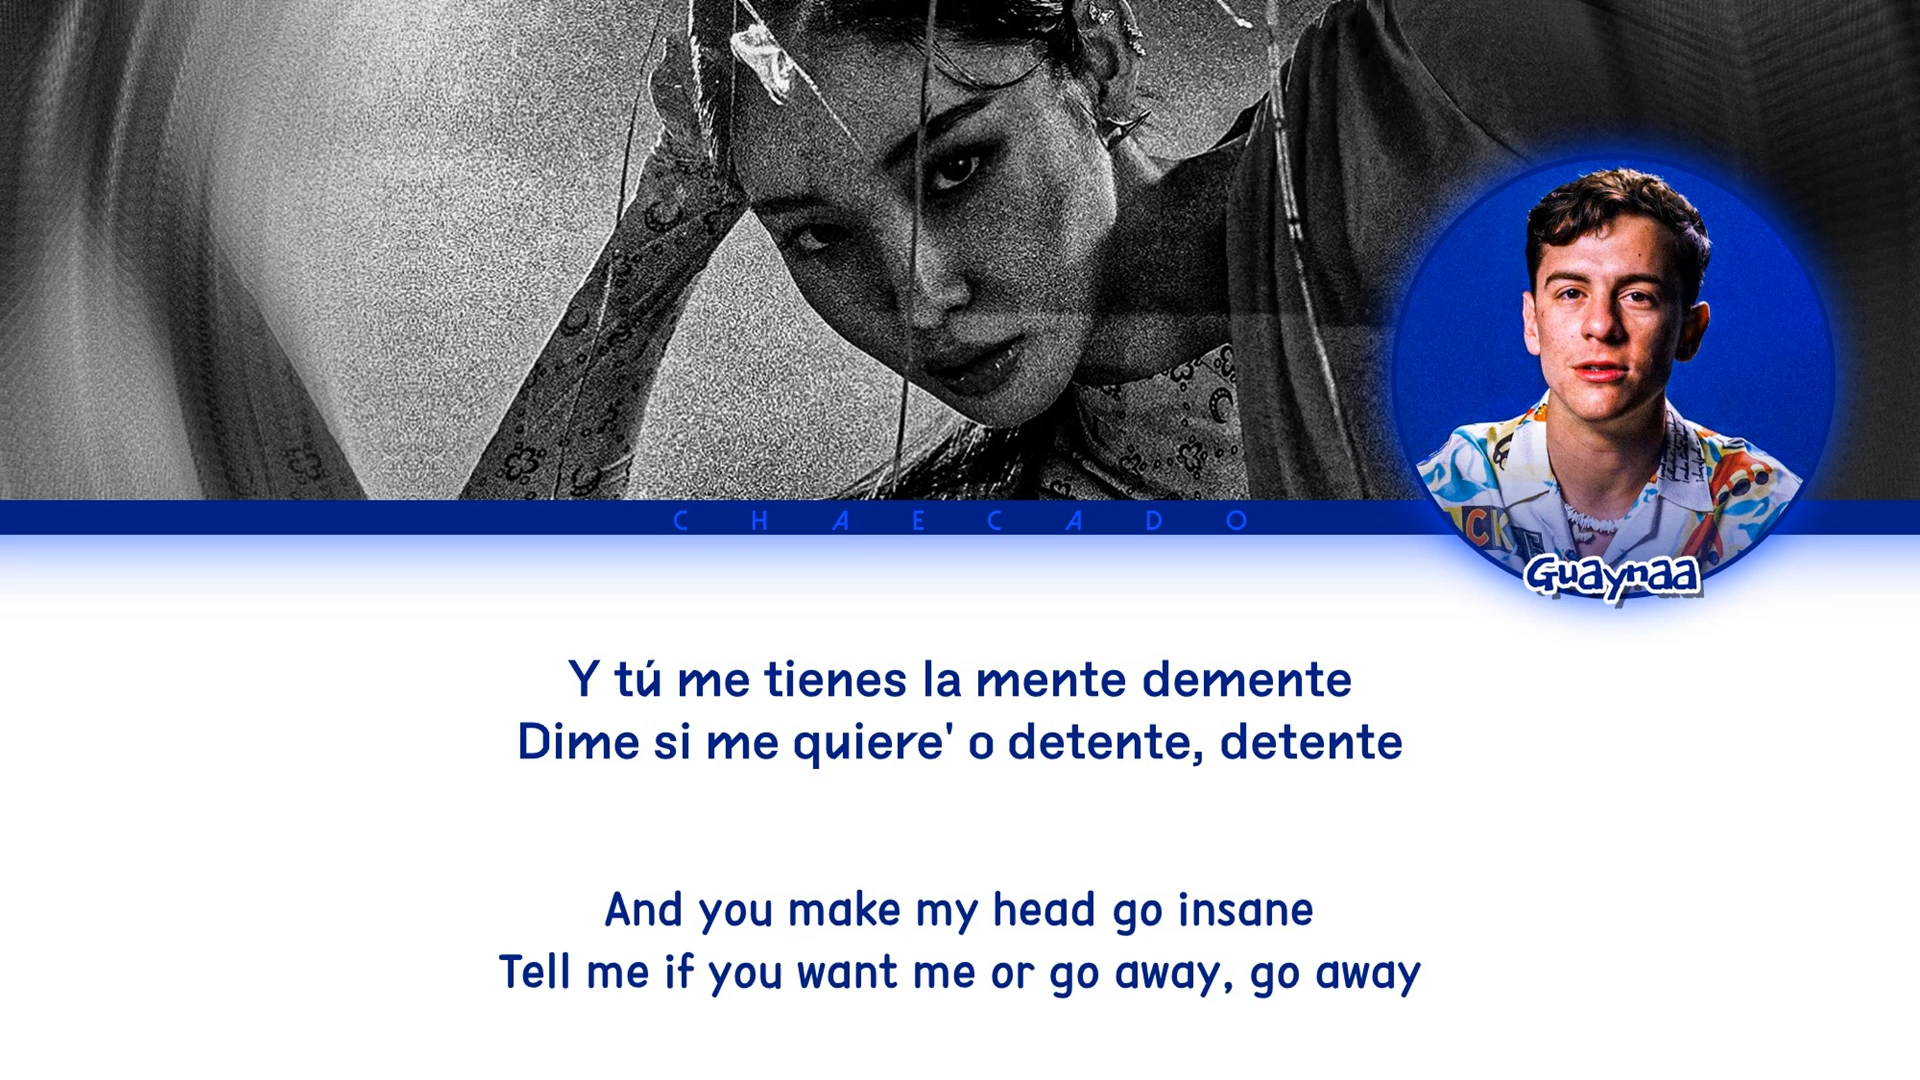 CHAECADO
Guaynaa
Y tú me tienes la mente demente
Dime si me quiere' o detente, detente
And you make my head go insane
Tell me if you want me or go away, go away